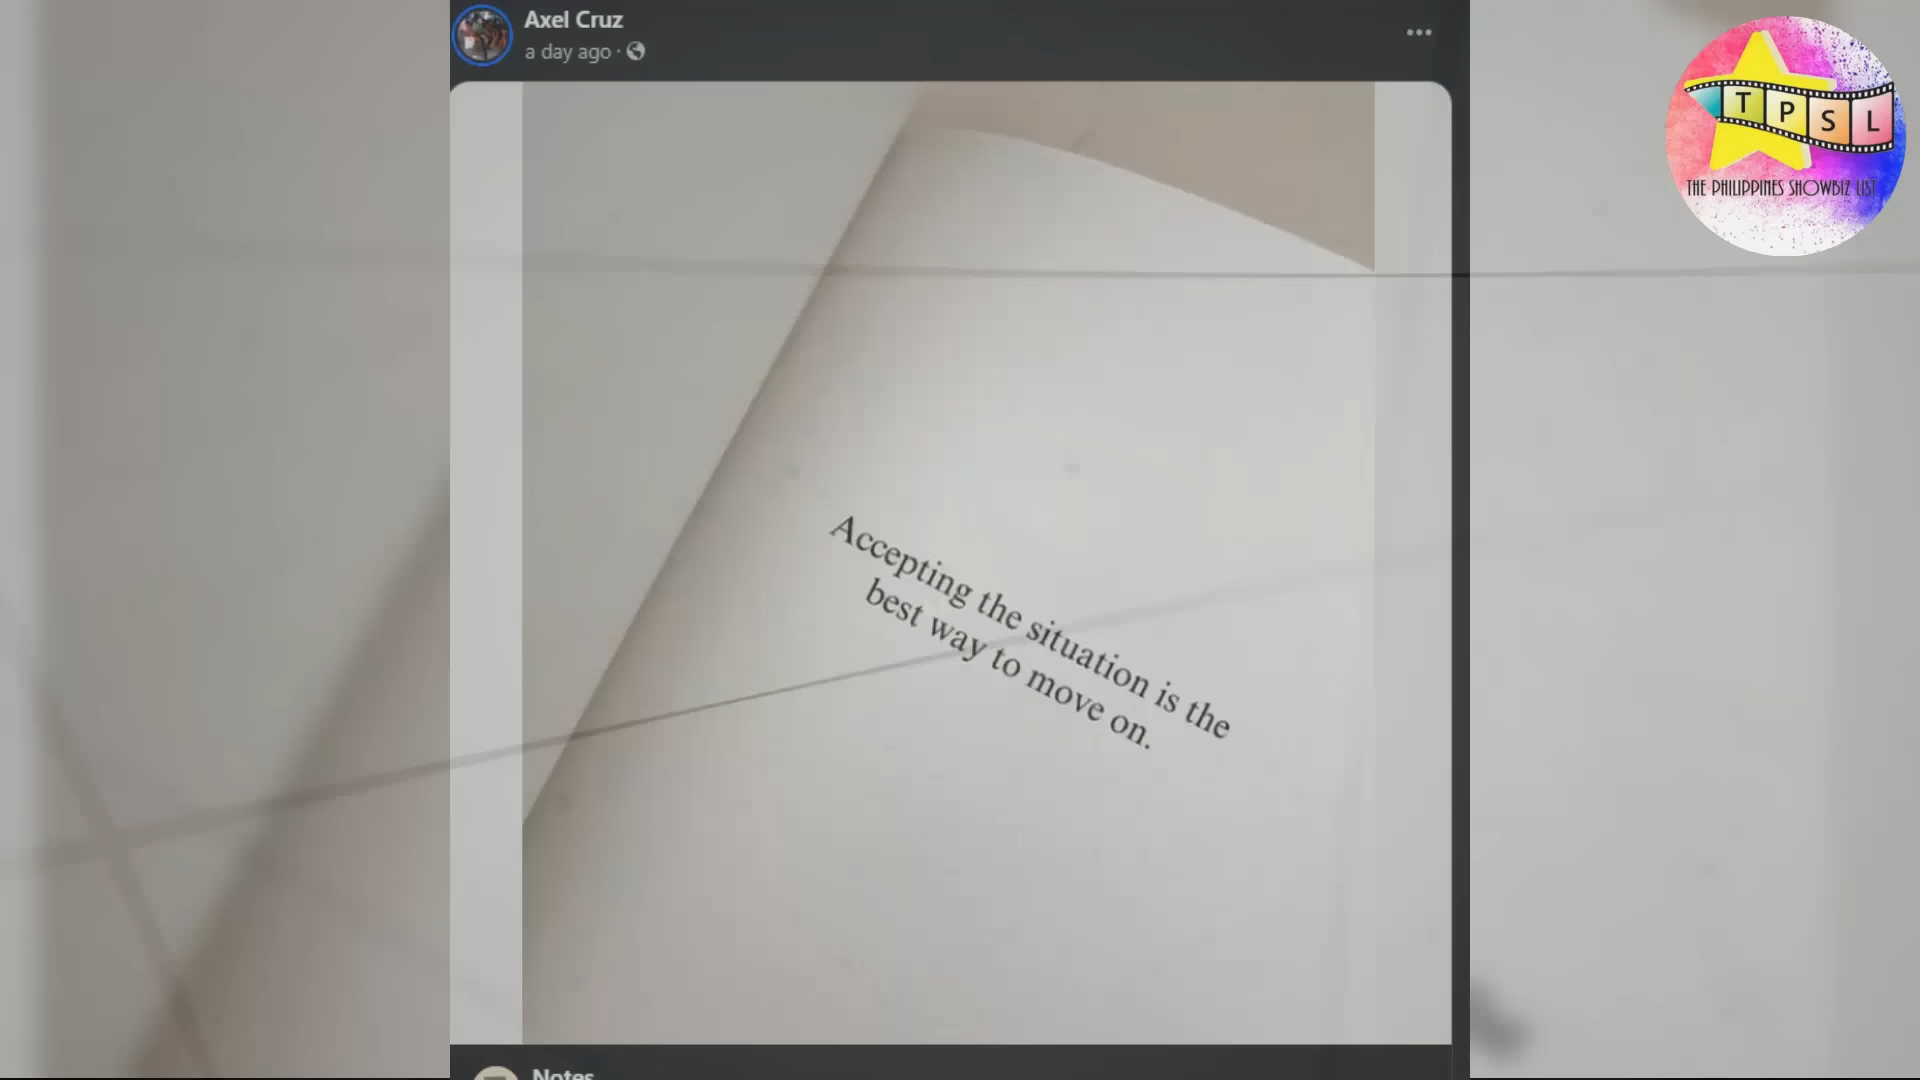 Axel Cruz
a day ago ·
T P S L
THE PHILIPPINES SHOWBIZ LIST
Accepting the situation is the
best way to move on.
Notes